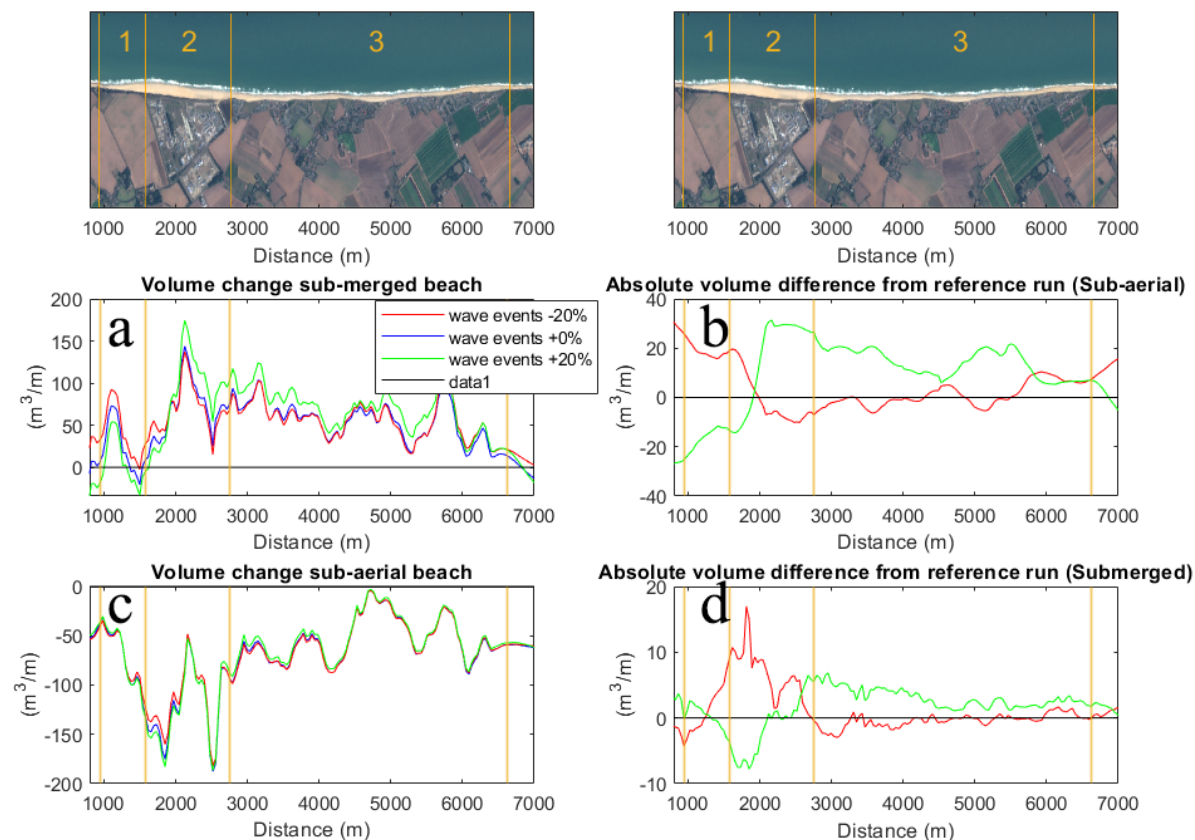 1 2 3
1000 2000 3000 4000 5000 6000 7000
Distance (m)
1 2 3
1000 2000 3000 4000 5000 6000 7000
Distance (m)
Volume change sub-merged beach
a
200
150
100
50
0
(m³/m)
wave events -20%
wave events +0%
wave events +20%
data1
1000 2000 3000 4000 5000 6000 7000
Distance (m)
Absolute volume difference from reference run (Sub-aerial)
b
40
20
0
-20
-40
(m³/m)
1000 2000 3000 4000 5000 6000 7000
Distance (m)
Volume change sub-aerial beach
c
0
-50
-100
-150
-200
(m³/m)
1000 2000 3000 4000 5000 6000 7000
Distance (m)
Absolute volume difference from reference run (Submerged)
d
20
10
0
-10
(m³/m)
1000 2000 3000 4000 5000 6000 7000
Distance (m)